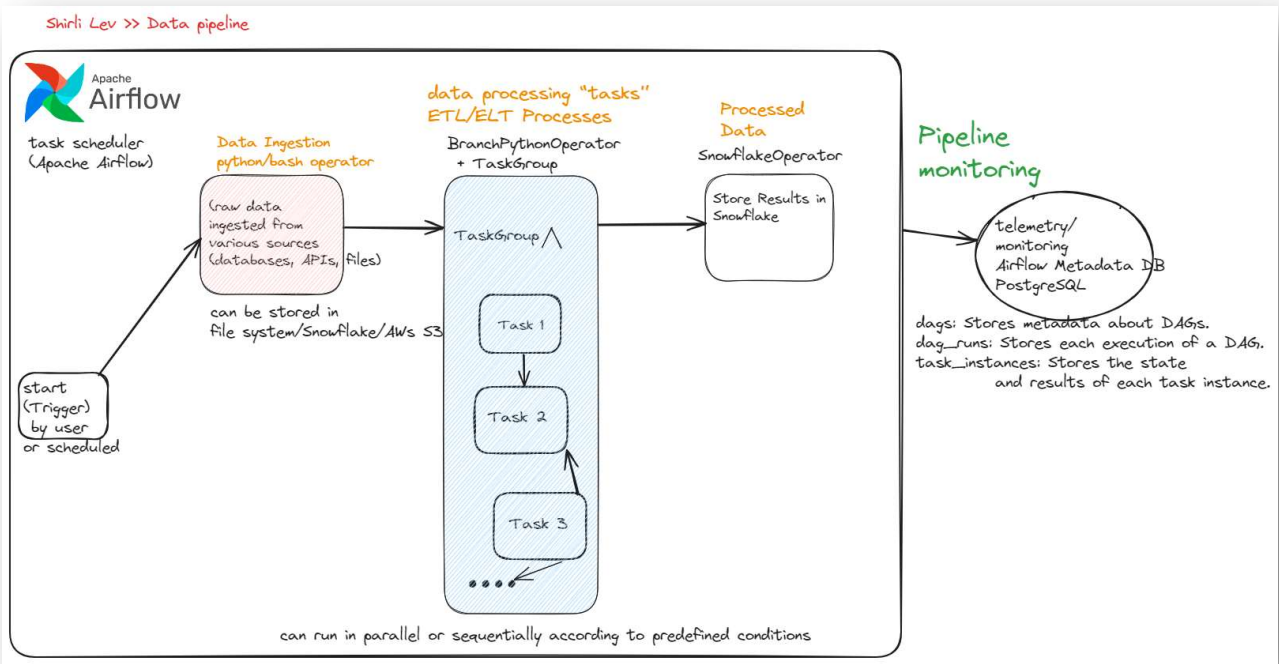 Shirli Lev >> Data pipeline
Apache
Airflow
task scheduler
(Apache Airflow)
Data Ingestion
python/bash operator
(raw data
ingested from
various sources
(databases, APIs, files)
can be stored in
file system/Snowflake/AWs S3
start
(Trigger)
by user
or scheduled
data processing "tasks"
ETL/ELT Processes
BranchPythonOperator
+ TaskGroup
TaskGroup
Task 1
Task 2
Task 3
Processed
Data
SnowflakeOperator
Store Results in
Snowflake
can run in parallel or sequentially according to predefined conditions
Pipeline
monitoring
telemetry/
monitoring
Airflow Metadata DB
PostgreSQL
dags: Stores metadata about DAGs.
dag_runs: Stores each execution of a DAG.
task_instances: Stores the state
and results of each task instance.